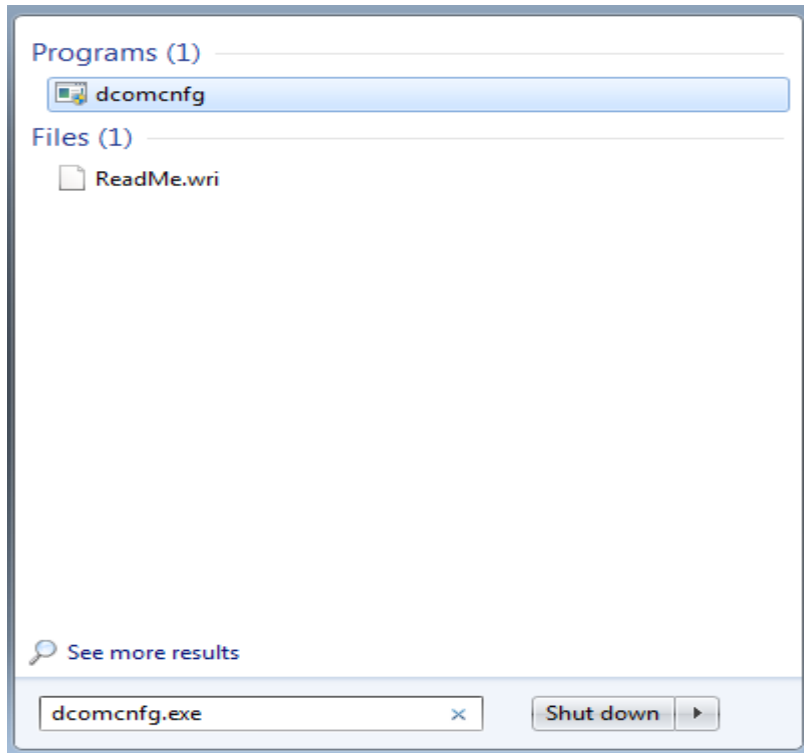 Programs (1)
dcomcnfg
Files (1)
ReadMe.wri
See more results
dcomcnfg.exe
Shut down